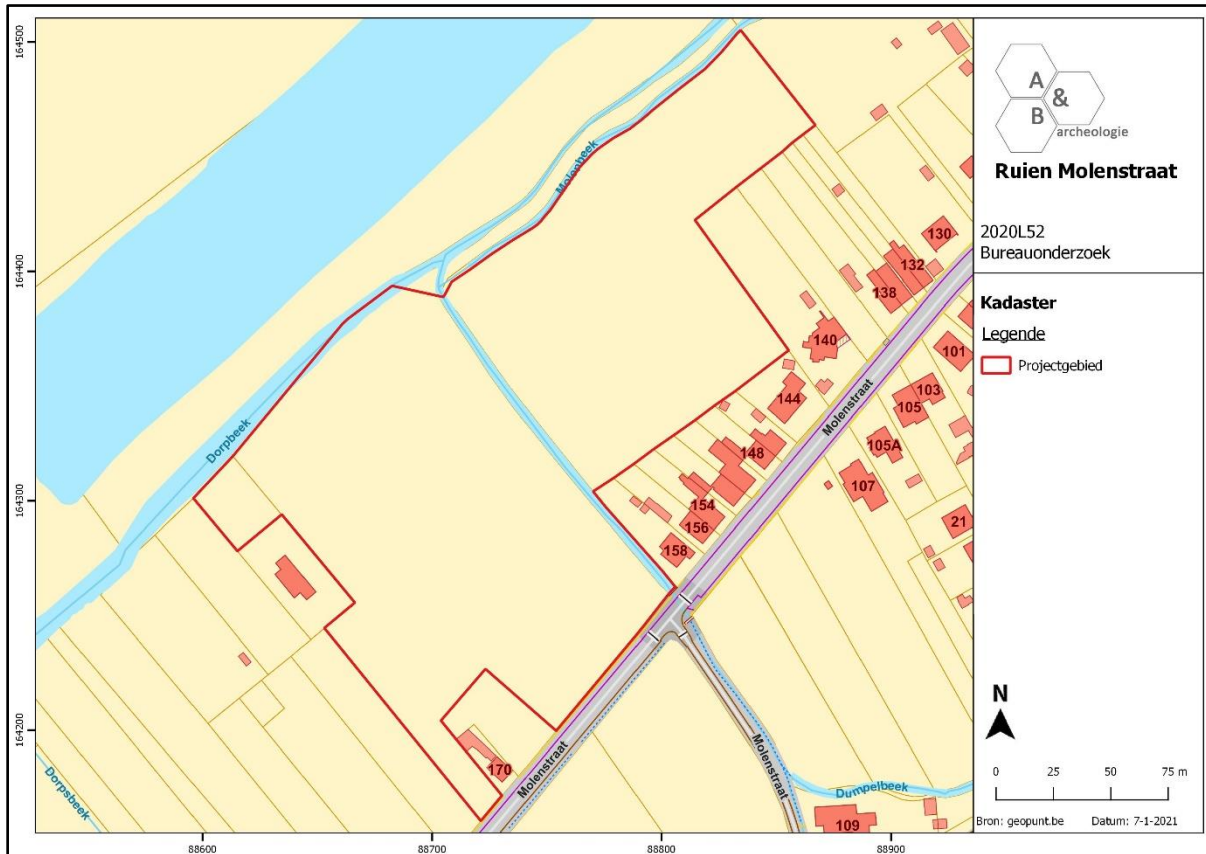 164500
164400
164300
164200
88600
88700
88800
88900
Molenbeek
Dorpbeek
130
132
138
140
101
103
144
105
Molenstraat
148
105A
107
154
156
21
158
170
Molenstraat
Molenstraat
Dorpsbeek
Dumpelbeek
109
A
&
B
archeologie
Ruien Molenstraat
2020L52
Bureauonderzoek
Kadaster
Legende
Projectgebied
N
0 25 50 75 m
Bron: geopunt.be Datum: 7-1-2021